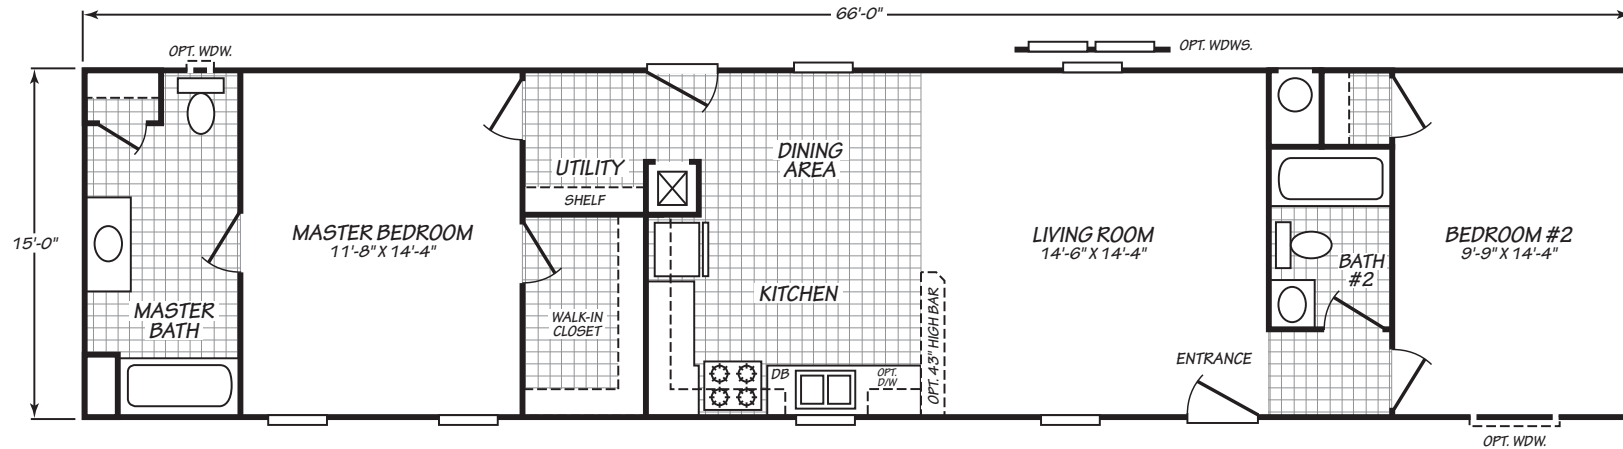 66'-0"
OPT. WDW.
OPT. WDWS.
15'-0"
UTILITY
SHELF
DINING
AREA
MASTER BEDROOM
11'-8" X 14'-4"
LIVING ROOM
14'-6" X 14'-4"
BEDROOM #2
9'-9" X 14'-4"
BATH
#2
KITCHEN
MASTER
BATH
WALK-IN
CLOSET
OPT. 43" HIGH BAR
ENTRANCE
DB
OPT.
D/W
OPT. WDW.